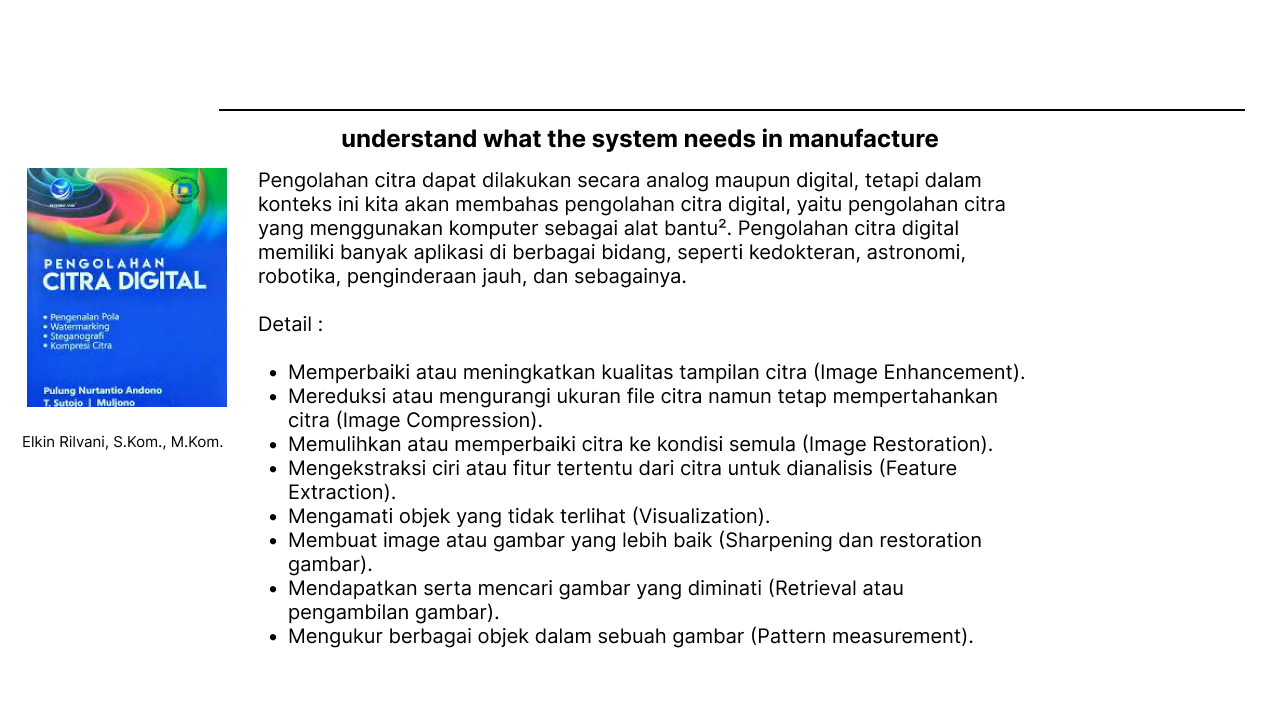 understand what the system needs in manufacture
PENGOLAHAN
CITRA DIGITAL
• Pengenalan Pola
• Watermarking
• Steganografi
• Kompresi Citra
Pulung Nurtantio Andono
T. Sutojo | Muljono
Elkin Rilvani, S.Kom., M.Kom.
Pengolahan citra dapat dilakukan secara analog maupun digital, tetapi dalam
konteks ini kita akan membahas pengolahan citra digital, yaitu pengolahan citra
yang menggunakan komputer sebagai alat bantu². Pengolahan citra digital
memiliki banyak aplikasi di berbagai bidang, seperti kedokteran, astronomi,
robotika, penginderaan jauh, dan sebagainya.
Detail :
• Memperbaiki atau meningkatkan kualitas tampilan citra (Image Enhancement).
• Mereduksi atau mengurangi ukuran file citra namun tetap mempertahankan
citra (Image Compression).
• Memulihkan atau memperbaiki citra ke kondisi semula (Image Restoration).
• Mengekstraksi ciri atau fitur tertentu dari citra untuk dianalisis (Feature
Extraction).
• Mengamati objek yang tidak terlihat (Visualization).
• Membuat image atau gambar yang lebih baik (Sharpening dan restoration
gambar).
• Mendapatkan serta mencari gambar yang diminati (Retrieval atau
pengambilan gambar).
• Mengukur berbagai objek dalam sebuah gambar (Pattern measurement).